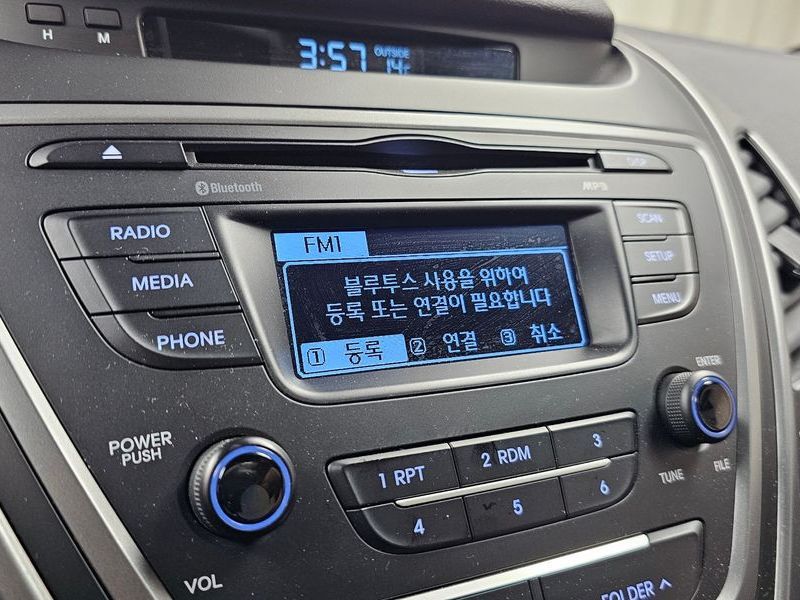 H M
3:57 OUTSIDE
14
DISP
Bluetooth MP3
RADIO
MEDIA
PHONE
FM1
블루투스 사용을 위하여
등록 또는 연결이 필요합니다
① 등록 ② 연결 ③ 취소
SCAN
SETUP
MENU
POWER
PUSH
VOL
1 RPT 2 RDM 3
4 5 6
ENTER
TUNE FILE
FOLDER